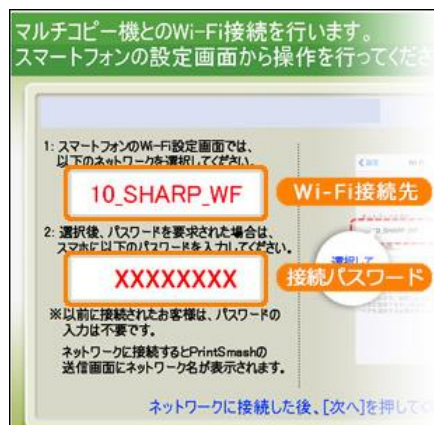 マルチコピー機とのWi-Fi接続を行います。
スマートフォンの設定画面から操作を行ってくださ
1: スマートフォンのWi-Fi設定画面では、
以下のネットワークを選択してください。
10_SHARP_WF
Wi-Fi接続先
2: 選択後、パスワードを要求された場合は、
スマホに以下のパスワードを入力してください。
選択して
XXXXXXXX
接続パスワード
※以前に接続されたお客様は、パスワードの
入力は不要です。
ネットワークに接続するとPrintSmashの
送信画面にネットワーク名が表示されます。
ネットワークに接続した後、[次へ]を押して